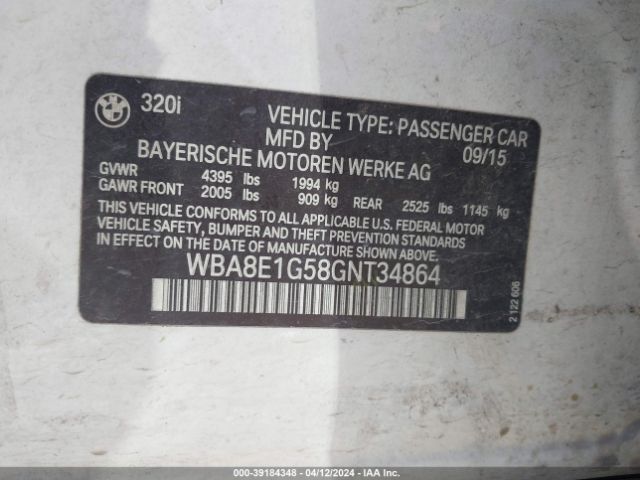 BMW 320i
VEHICLE TYPE: PASSENGER CAR
MFD BY 09/15
BAYERISCHE MOTOREN WERKE AG
GVWR 4395 lbs 1994 kg
GAWR FRONT 2005 lbs 909 kg REAR 2525 lbs 1145 kg
THIS VEHICLE CONFORMS TO ALL APPLICABLE U.S. FEDERAL MOTOR
VEHICLE SAFETY, BUMPER AND THEFT PREVENTION STANDARDS
IN EFFECT ON THE DATE OF MANUFACTURE SHOWN ABOVE.
WBA8E1G58GNT34864
2 122 606
000-39184348 - 04/12/2024 - IAA Inc.